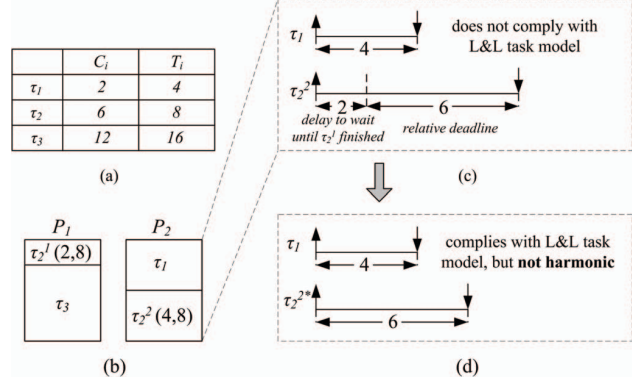 C_i T_i
τ_1 2 4
τ_2 6 8
τ_3 12 16
(a)
P_1 P_2
τ_2^1 (2,8)
τ_3
τ_1
τ_2^2 (4,8)
(b)
τ_1
4
does not comply with
L&L task model
τ_2^2
2 6
delay to wait
until τ_2^1 finished
relative deadline
(c)
τ_1
4
complies with L&L task
model, but not harmonic
τ_2^2*
6
(d)